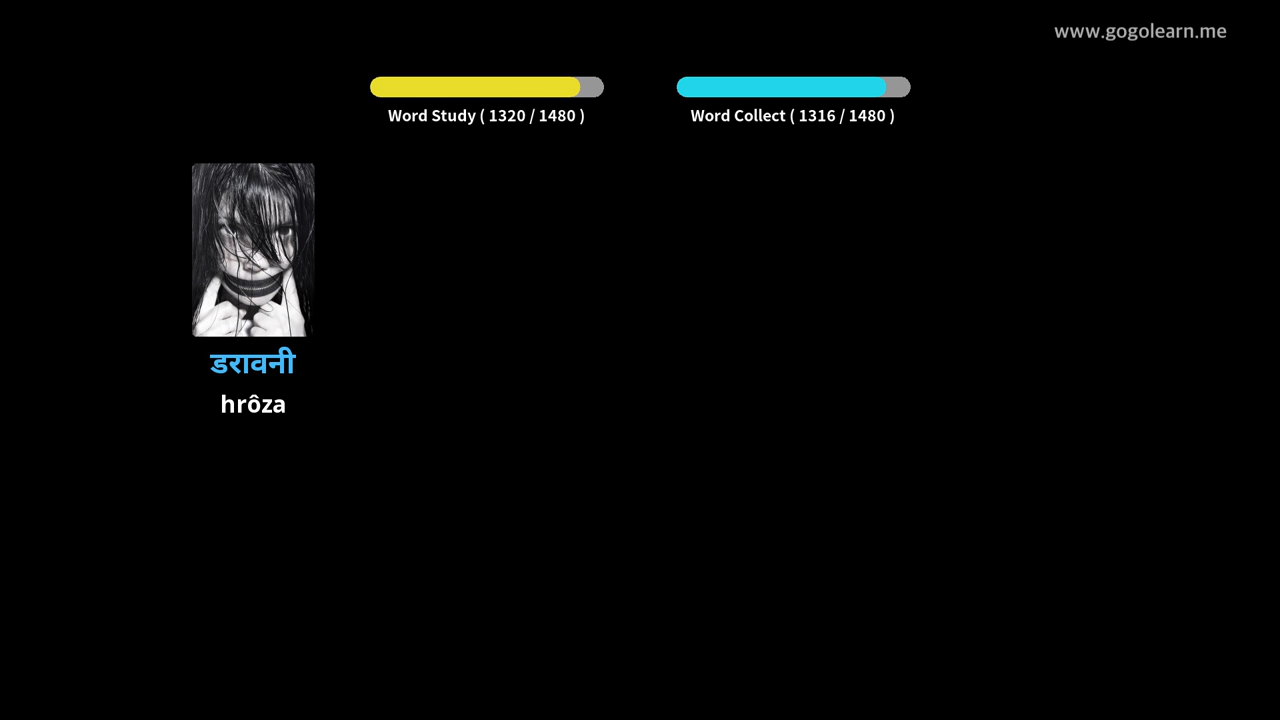 www.gogolearn.me
Word Study ( 1320 / 1480 )
Word Collect ( 1316 / 1480 )
डरावनी
hrôza